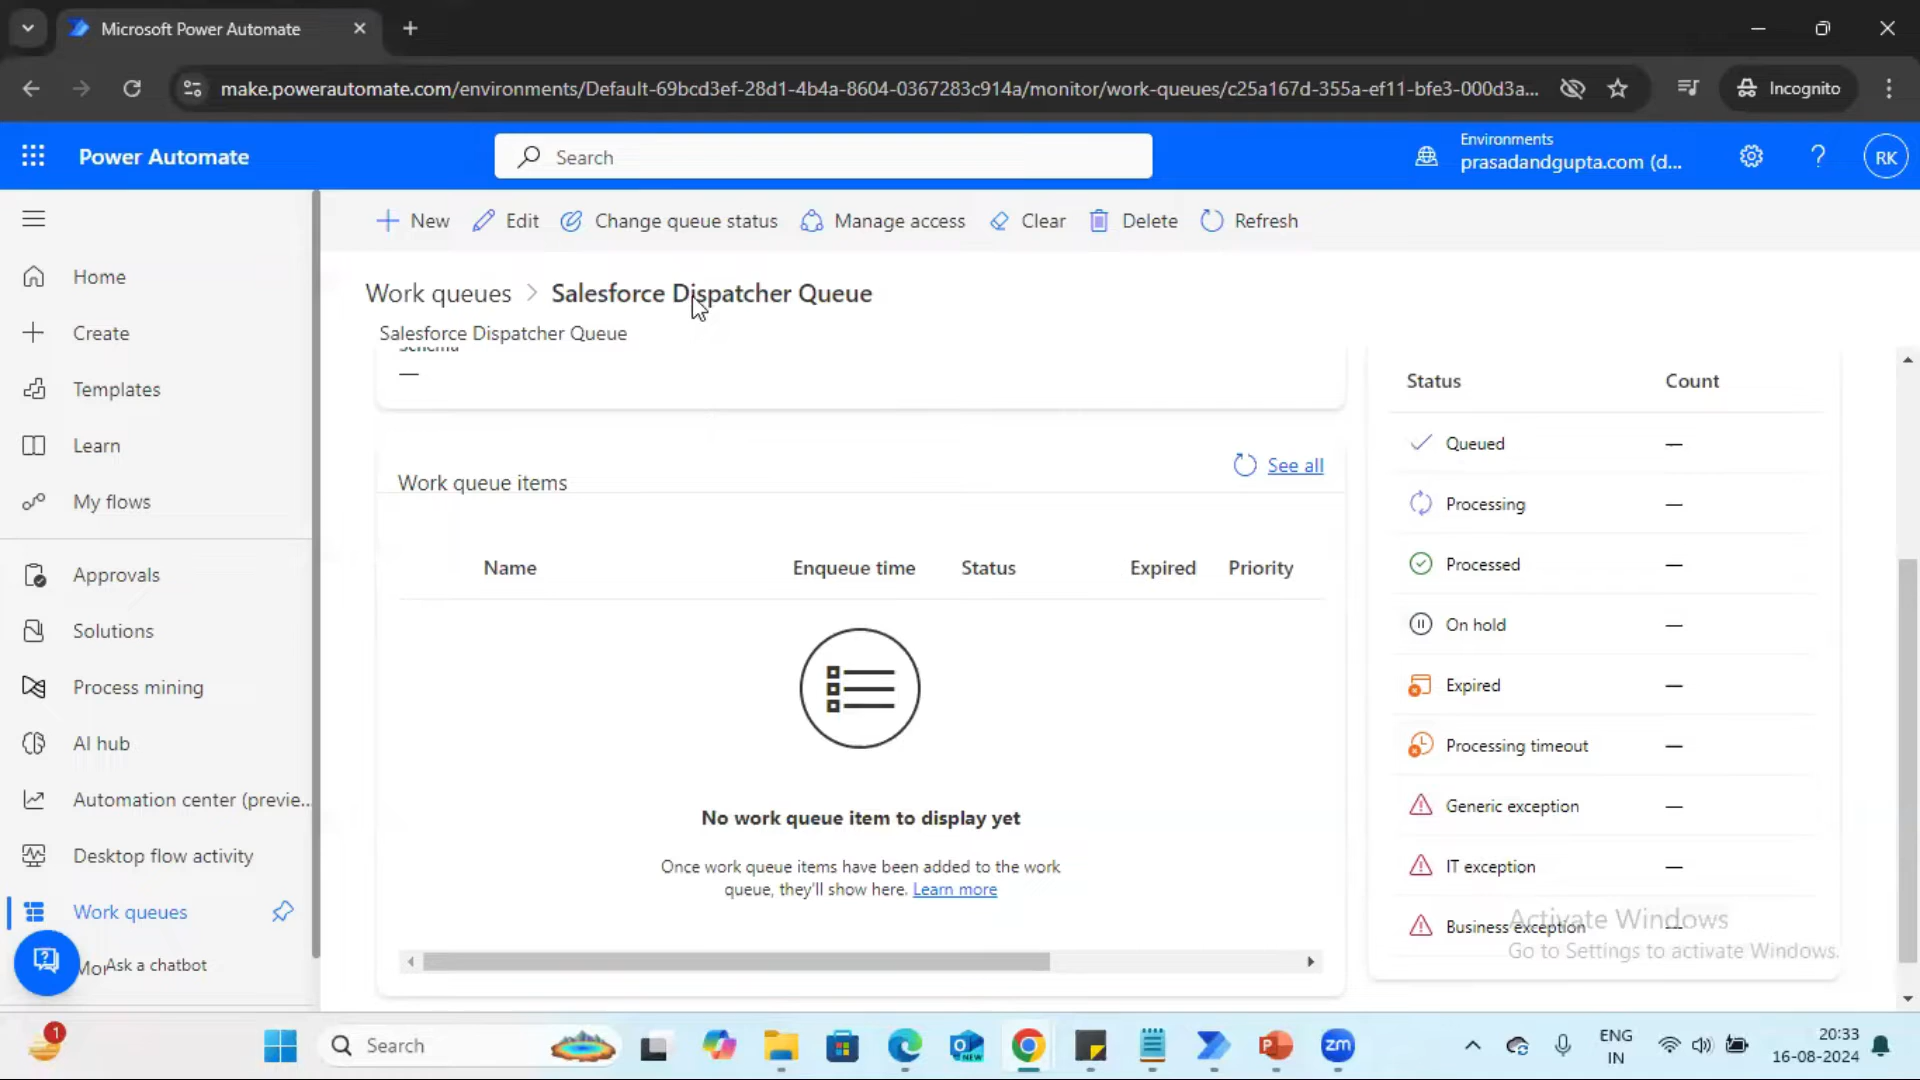 Microsoft Power Automate
make.powerautomate.com/environments/Default-69bcd3ef-28d1-4b4a-8604-0367283c914a/monitor/work-queues/c25a167d-355a-ef11-bfe3-000d3a...
Incognito
Power Automate
Search
Environments
prasadandgupta.com (d...
RK
New
Edit
Change queue status
Manage access
Clear
Delete
Refresh
Home
Create
Templates
Learn
My flows
Approvals
Solutions
Process mining
AI hub
Automation center (previe...
Desktop flow activity
Work queues
Mor
Ask a chatbot
Work queues > Salesforce Dispatcher Queue
Salesforce Dispatcher Queue
Schema
—
Work queue items
See all
Name Enqueue time Status Expired Priority
No work queue item to display yet
Once work queue items have been added to the work
queue, they'll show here. Learn more
Status Count
Queued —
Processing —
Processed —
On hold —
Expired —
Processing timeout —
Generic exception —
IT exception —
Business exception —
Activate Windows
Go to Settings to activate Windows.
1
Search
NEW
zm
ENG
IN
20:33
16-08-2024